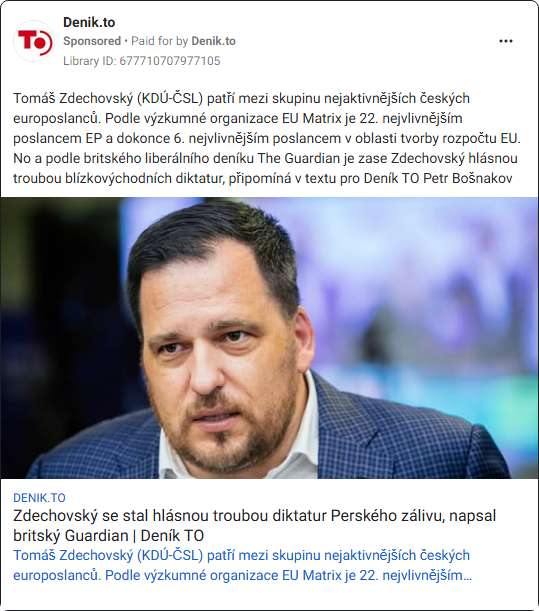 Denik.to
Sponsored • Paid for by Denik.to
Library ID: 677710707977105
TO
Tomáš Zdechovský (KDÚ-ČSL) patří mezi skupinu nejaktivnějších českých
europoslanců. Podle výzkumné organizace EU Matrix je 22. nejvlivnějším
poslancem EP a dokonce 6. nejvlivnějším poslancem v oblasti tvorby rozpočtu EU.
No a podle britského liberálního deníku The Guardian je zase Zdechovský hlásnou
troubou blízkovýchodních diktatur, připomíná v textu pro Deník TO Petr Bošnakov
DENIK.TO
Zdechovský se stal hlásnou troubou diktatur Perského zálivu, napsal
britský Guardian | Deník TO
Tomáš Zdechovský (KDÚ-ČSL) patří mezi skupinu nejaktivnějších českých
europoslanců. Podle výzkumné organizace EU Matrix je 22. nejvlivnějším…